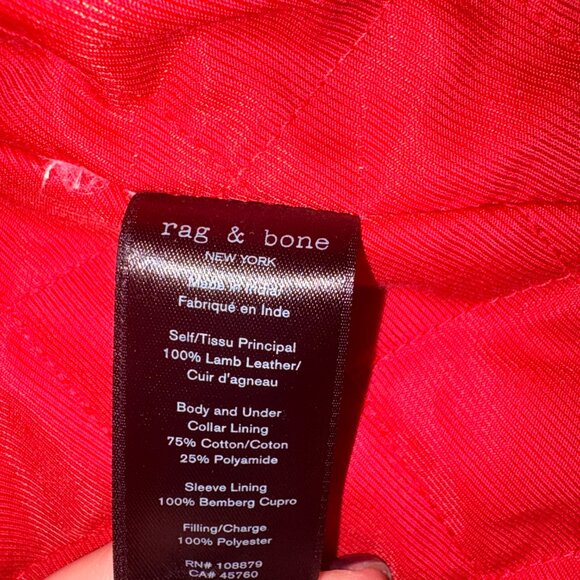 rag & bone
NEW YORK
Made in India/
Fabriqué en Inde
Self/Tissu Principal
100% Lamb Leather/
Cuir d'agneau
Body and Under
Collar Lining
75% Cotton/Coton
25% Polyamide
Sleeve Lining
100% Bemberg Cupro
Filling/Charge
100% Polyester
RN# 108879
CA# 45760